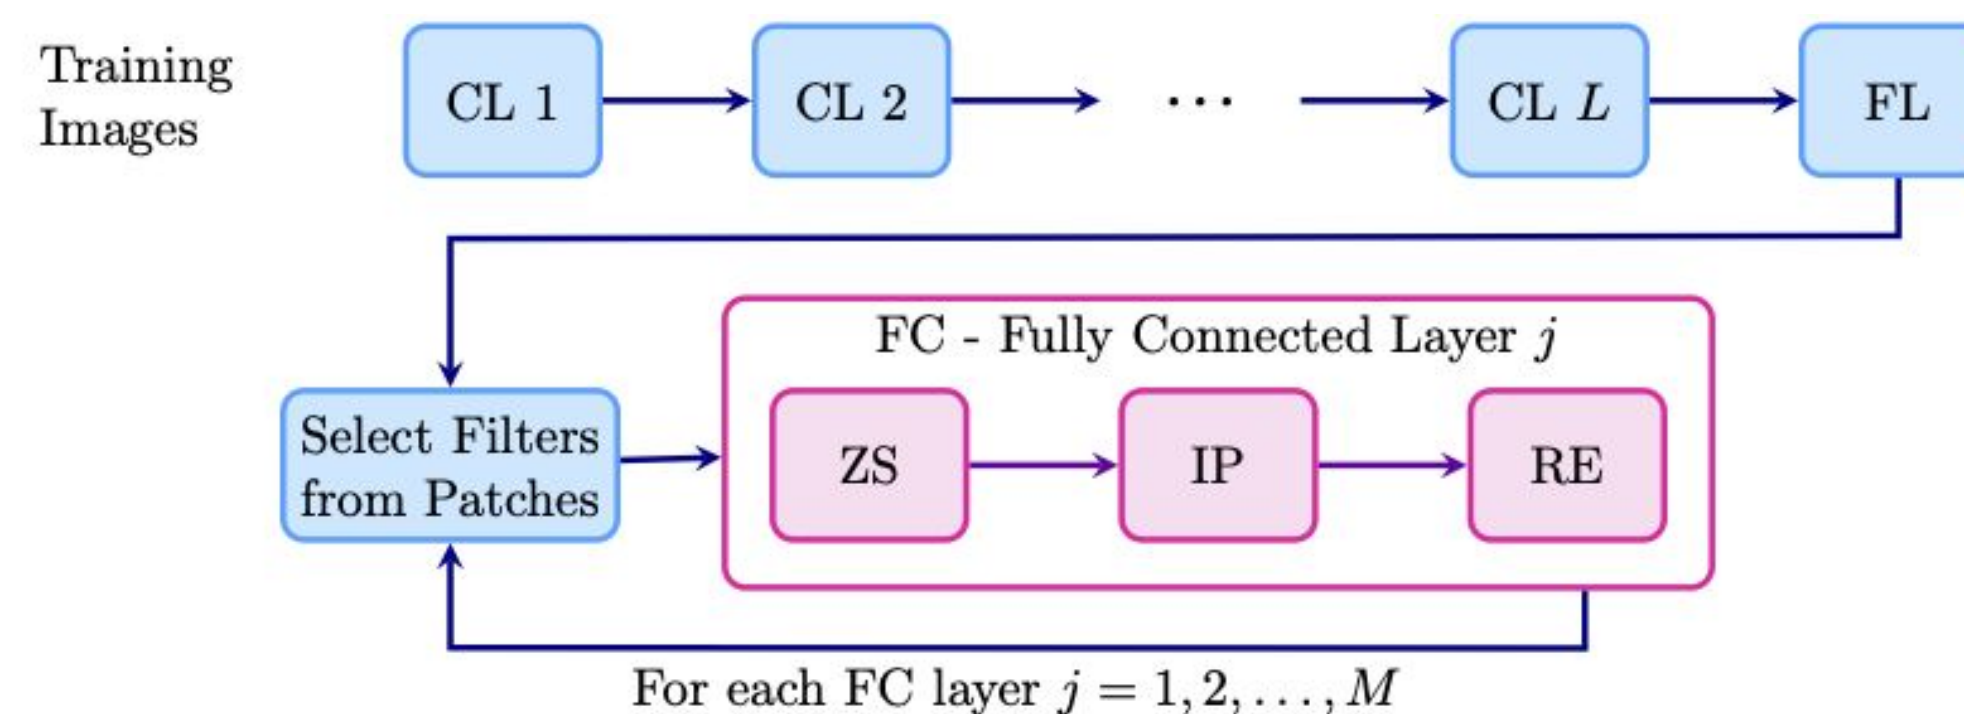 Training
Images
CL 1
CL 2
···
CL L
FL
FC - Fully Connected Layer j
Select Filters
from Patches
ZS
IP
RE
For each FC layer j = 1, 2, . . . , M